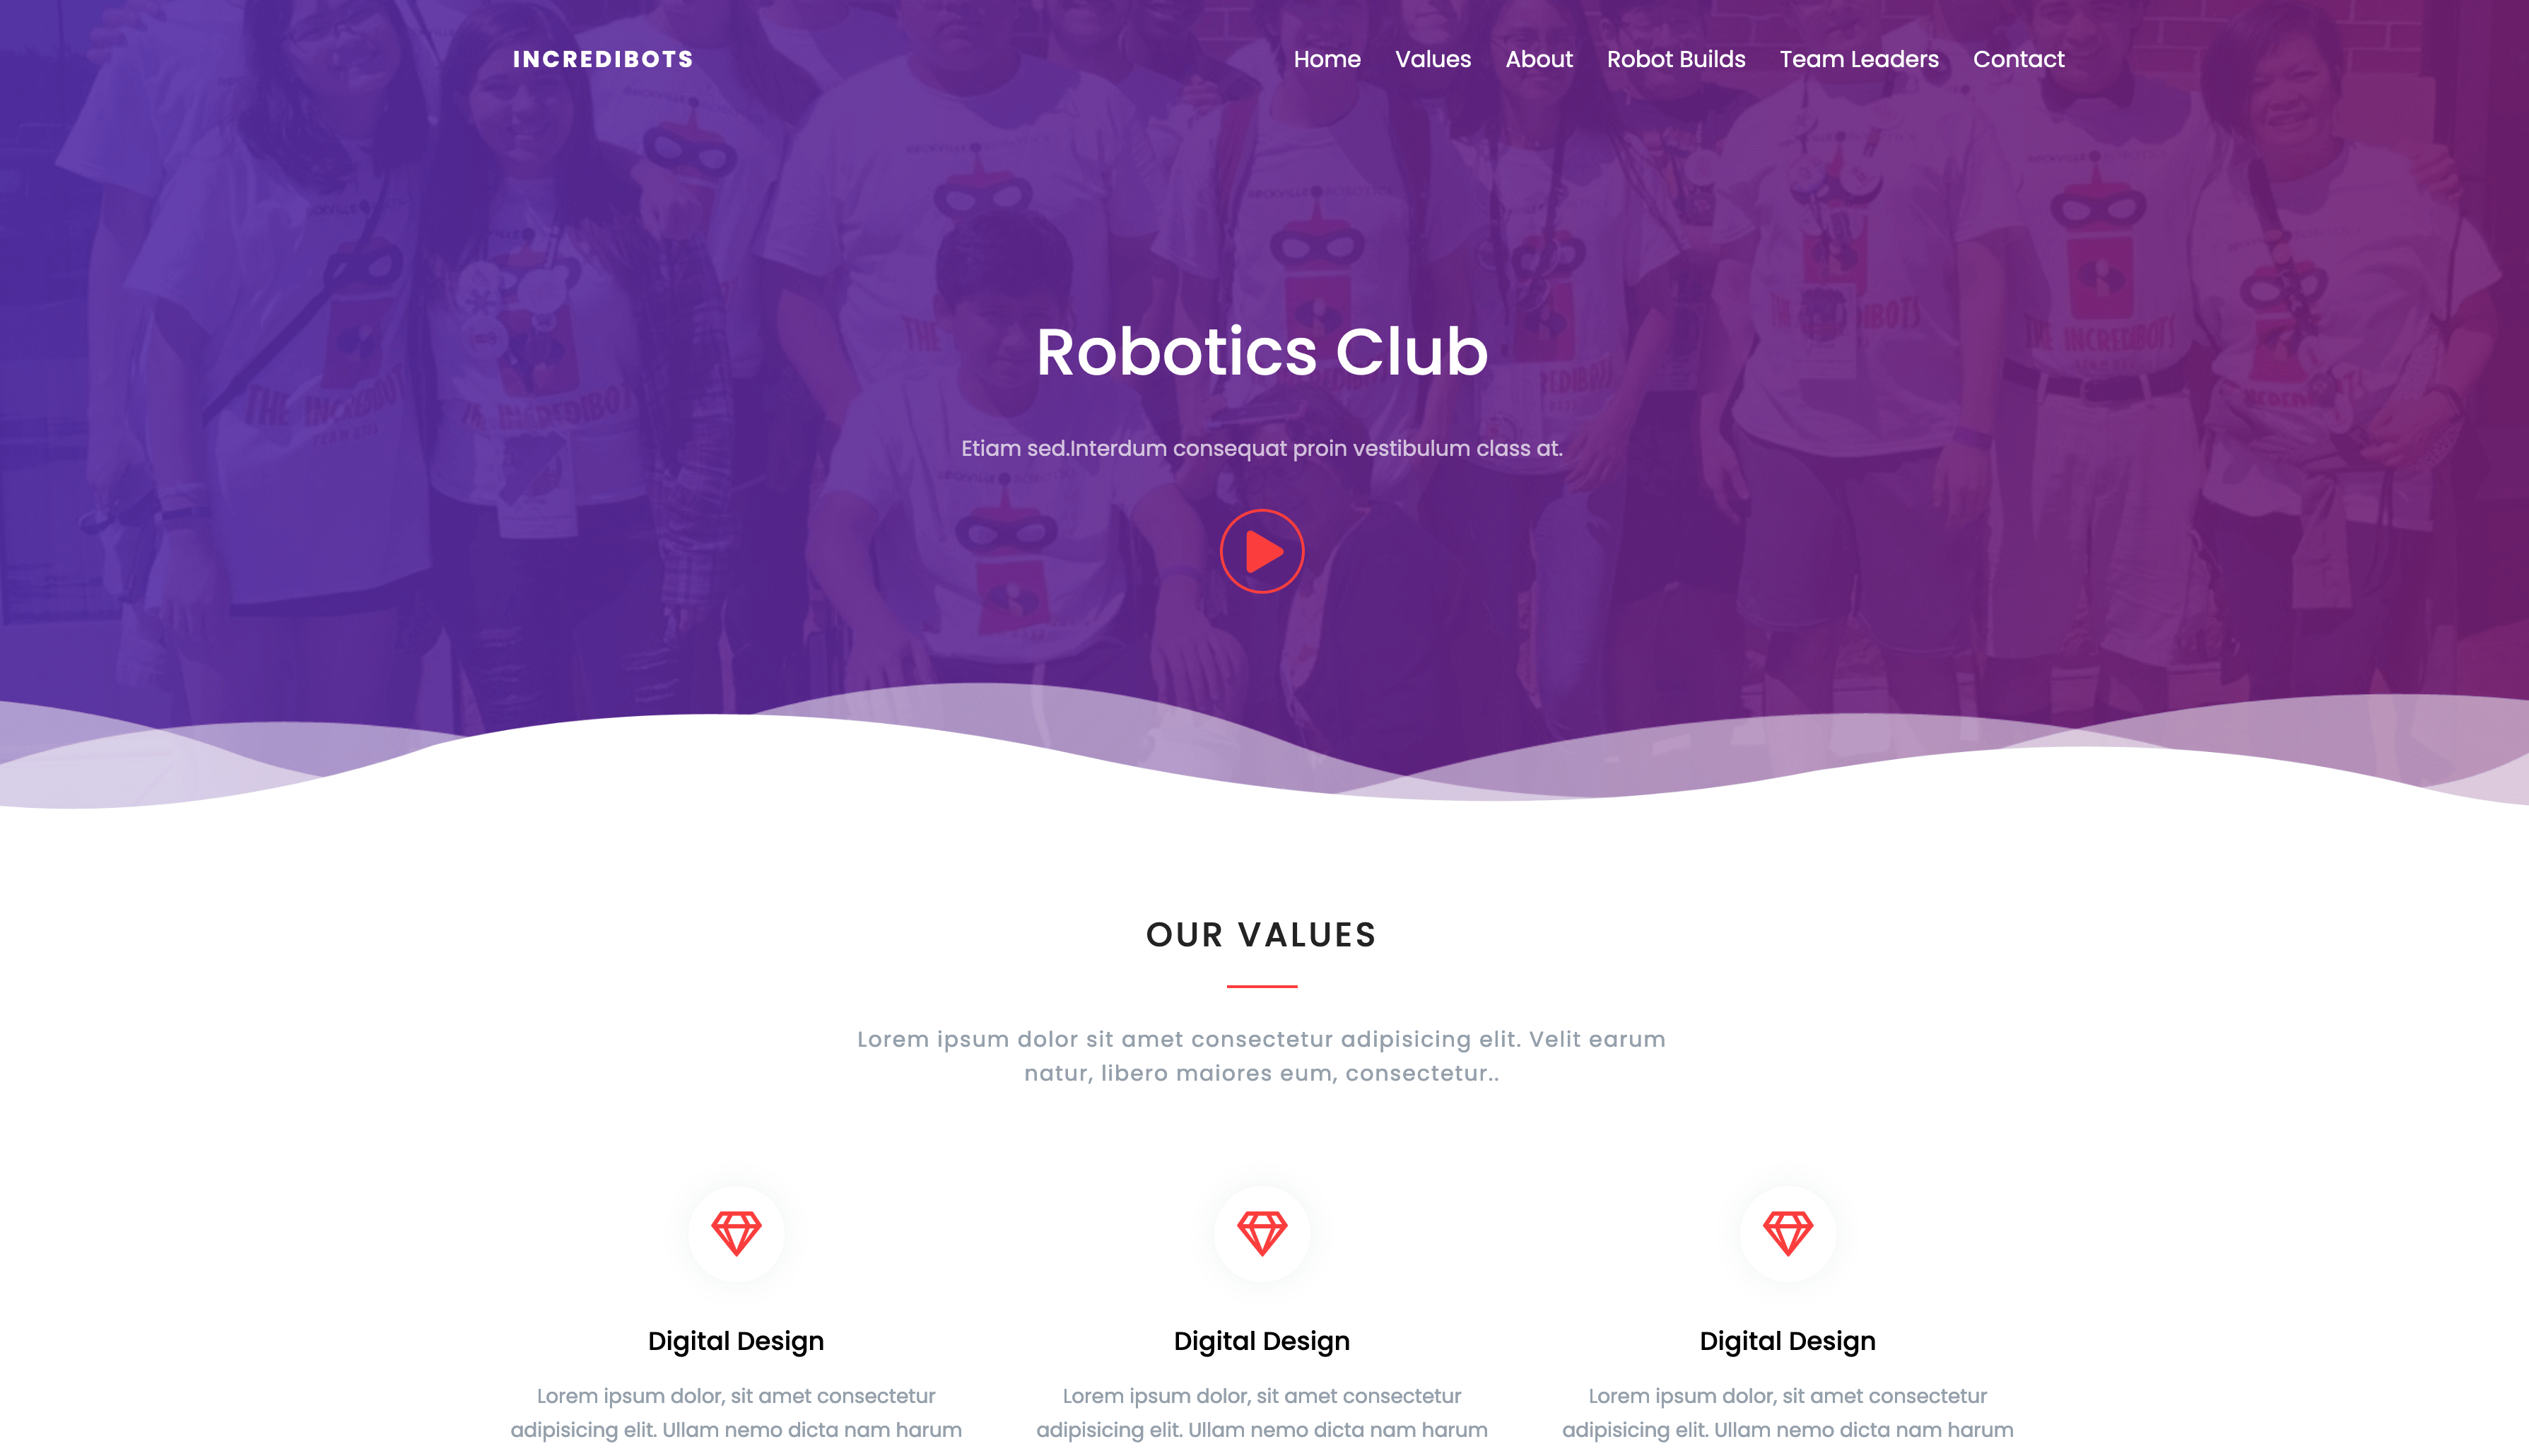 INCREDIBOTS
Home Values About Robot Builds Team Leaders Contact
THE INCREDIBOTS
Robotics Club
Etiam sed.Interdum consequat proin vestibulum class at.
OUR VALUES
Lorem ipsum dolor sit amet consectetur adipisicing elit. Velit earum
natur, libero maiores eum, consectetur..
Digital Design
Lorem ipsum dolor, sit amet consectetur
adipisicing elit. Ullam nemo dicta nam harum
Digital Design
Lorem ipsum dolor, sit amet consectetur
adipisicing elit. Ullam nemo dicta nam harum
Digital Design
Lorem ipsum dolor, sit amet consectetur
adipisicing elit. Ullam nemo dicta nam harum